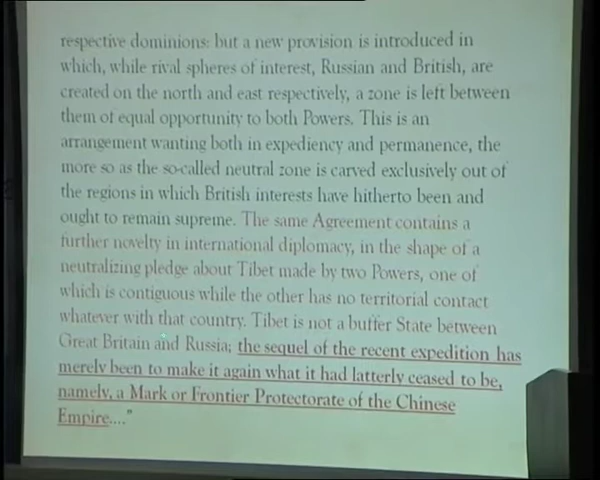 respective dominions: but a new provision is introduced in
which, while rival spheres of interest, Russian and British, are
created on the north and east respectively, a zone is left between
them of equal opportunity to both Powers. This is an
arrangement wanting both in expediency and permanence, the
more so as the so-called neutral zone is carved exclusively out of
the regions in which British interests have hitherto been and
ought to remain supreme. The same Agreement contains a
further novelty in international diplomacy, in the shape of a
neutralizing pledge about Tibet made by two Powers, one of
which is contiguous while the other has no territorial contact
whatever with that country. Tibet is not a buffer State between
Great Britain and Russia; the sequel of the recent expedition has
merely been to make it again what it had latterly ceased to be,
namely, a Mark or Frontier Protectorate of the Chinese
Empire...."